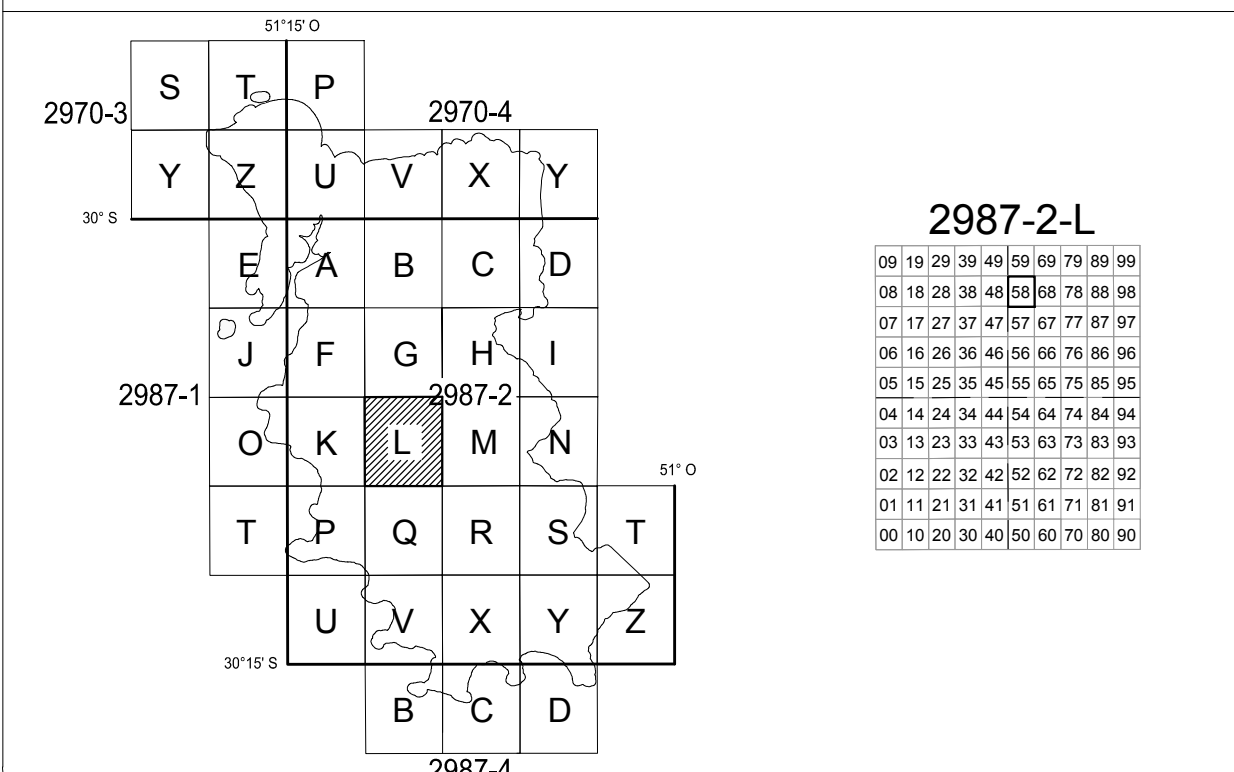 51°15' O
S T P
2970-3 2970-4
Y Z U V X Y
30° S
E A B C D
J F G H I
2987-1 2987-2
O K L M N
51° O
T P Q R S T
U V X Y Z
30°15' S
B C D
2987-4
2987-2-L
09 19 29 39 49 59 69 79 89 99
08 18 28 38 48 58 68 78 88 98
07 17 27 37 47 57 67 77 87 97
06 16 26 36 46 56 66 76 86 96
05 15 25 35 45 55 65 75 85 95
04 14 24 34 44 54 64 74 84 94
03 13 23 33 43 53 63 73 83 93
02 12 22 32 42 52 62 72 82 92
01 11 21 31 41 51 61 71 81 91
00 10 20 30 40 50 60 70 80 90